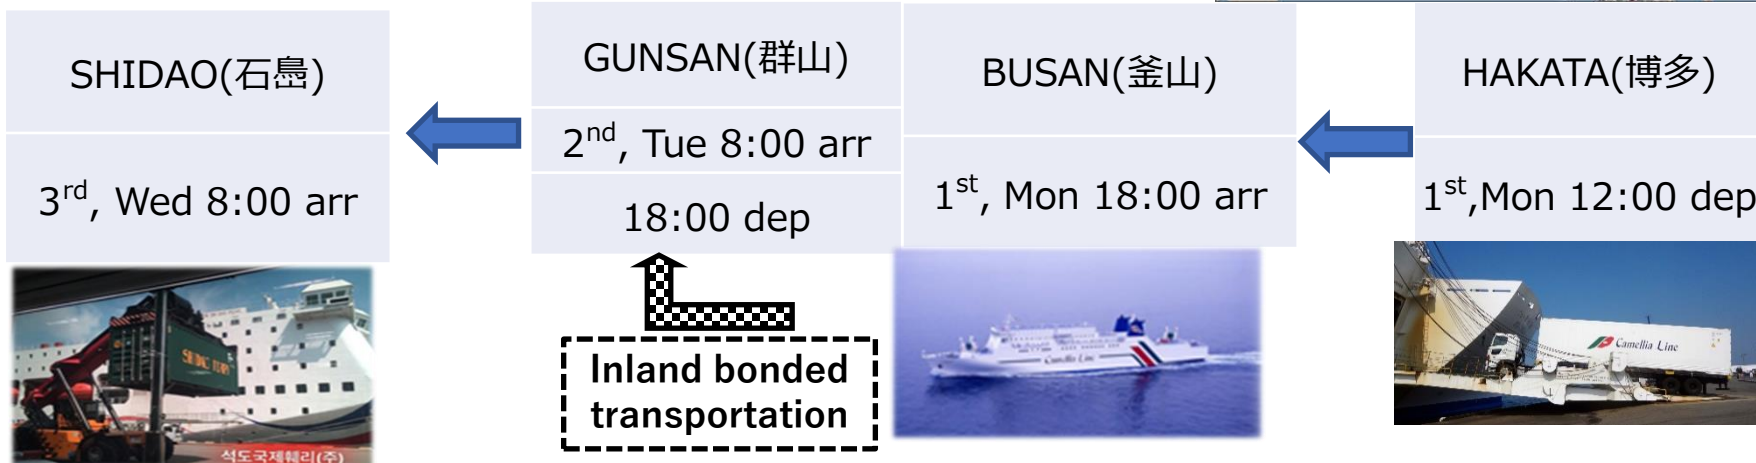 SHIDAO(石島)
3rd, Wed 8:00 arr
GUNSAN(群山)
2nd, Tue 8:00 arr
18:00 dep
BUSAN(釜山)
1st, Mon 18:00 arr
HAKATA(博多)
1st,Mon 12:00 dep
Inland bonded
transportation
석도국제훼리(주)
Camellia Line
Camellia Line